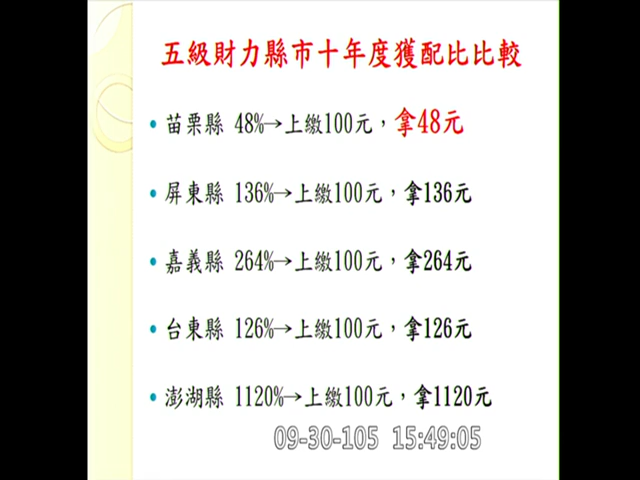 五級財力縣市十年度獲配比比較
• 苗栗縣 48%→上繳100元，拿48元
• 屏東縣 136%→上繳100元，拿136元
• 嘉義縣 264%→上繳100元，拿264元
• 台東縣 126%→上繳100元，拿126元
• 澎湖縣 1120%→上繳100元，拿1120元
09-30-105 15:49:05